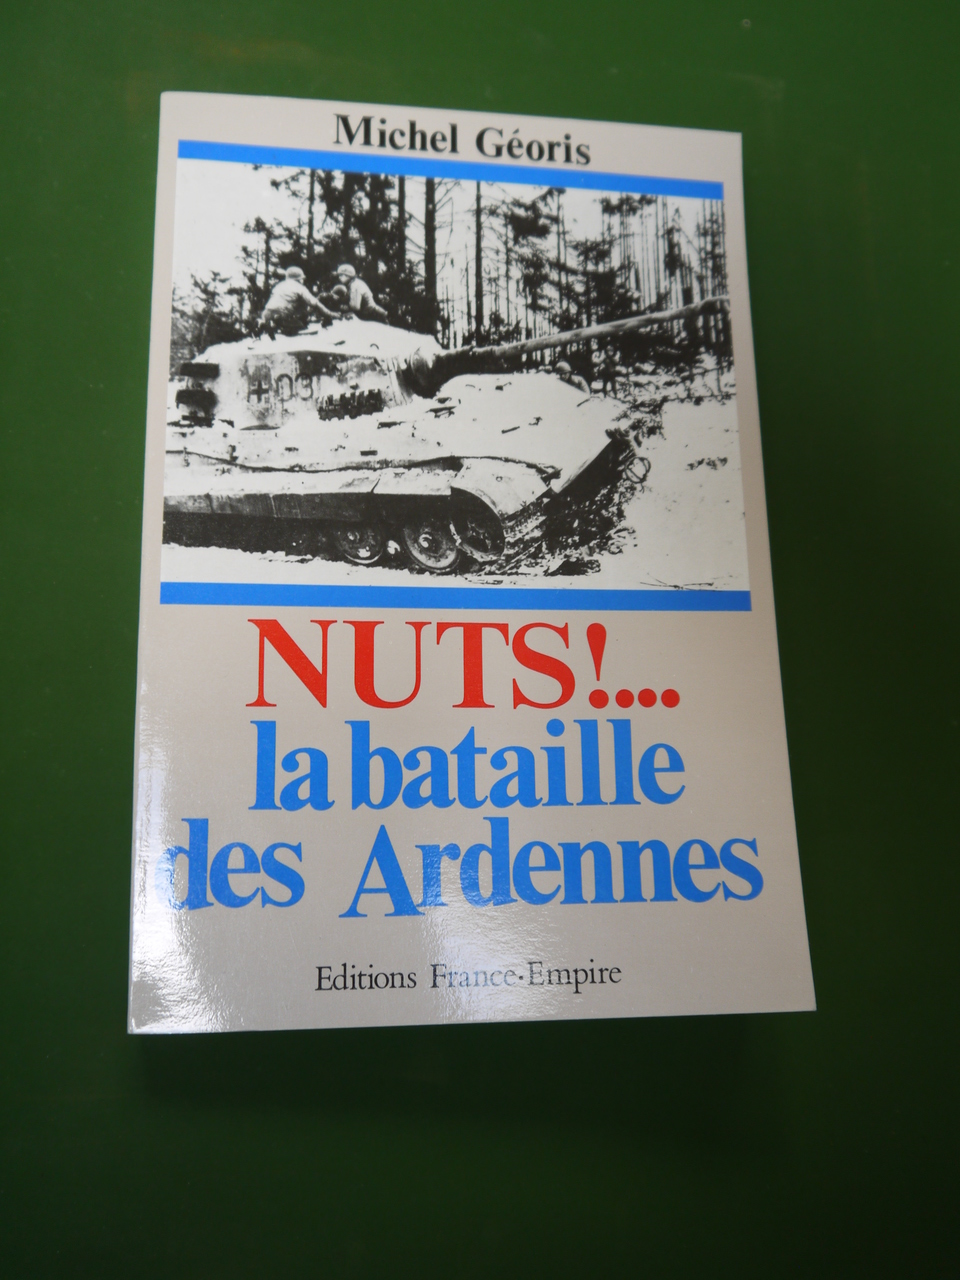 Michel Géoris
NUTS!....
la bataille
des Ardennes
Editions France-Empire